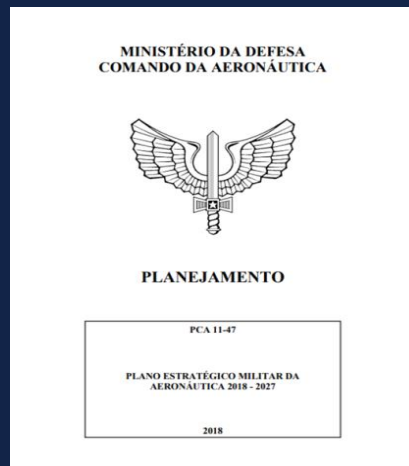 MINISTÉRIO DA DEFESA
COMANDO DA AERONÁUTICA
PLANEJAMENTO
PCA 11-47
PLANO ESTRATÉGICO MILITAR DA
AERONÁUTICA 2018 - 2027
2018